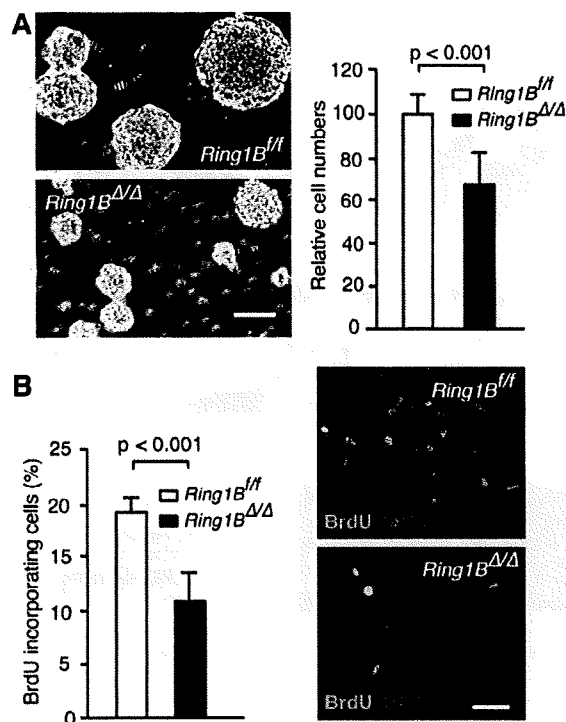 A
Ring1B^f/f
Ring1B^Δ/Δ
p < 0.001
Ring1B^f/f
Ring1B^Δ/Δ
Relative cell numbers
120
100
80
60
40
20
0
B
p < 0.001
Ring1B^f/f
Ring1B^Δ/Δ
BrdU incorporating cells (%)
25
20
15
10
5
0
Ring1B^f/f
BrdU
Ring1B^Δ/Δ
BrdU